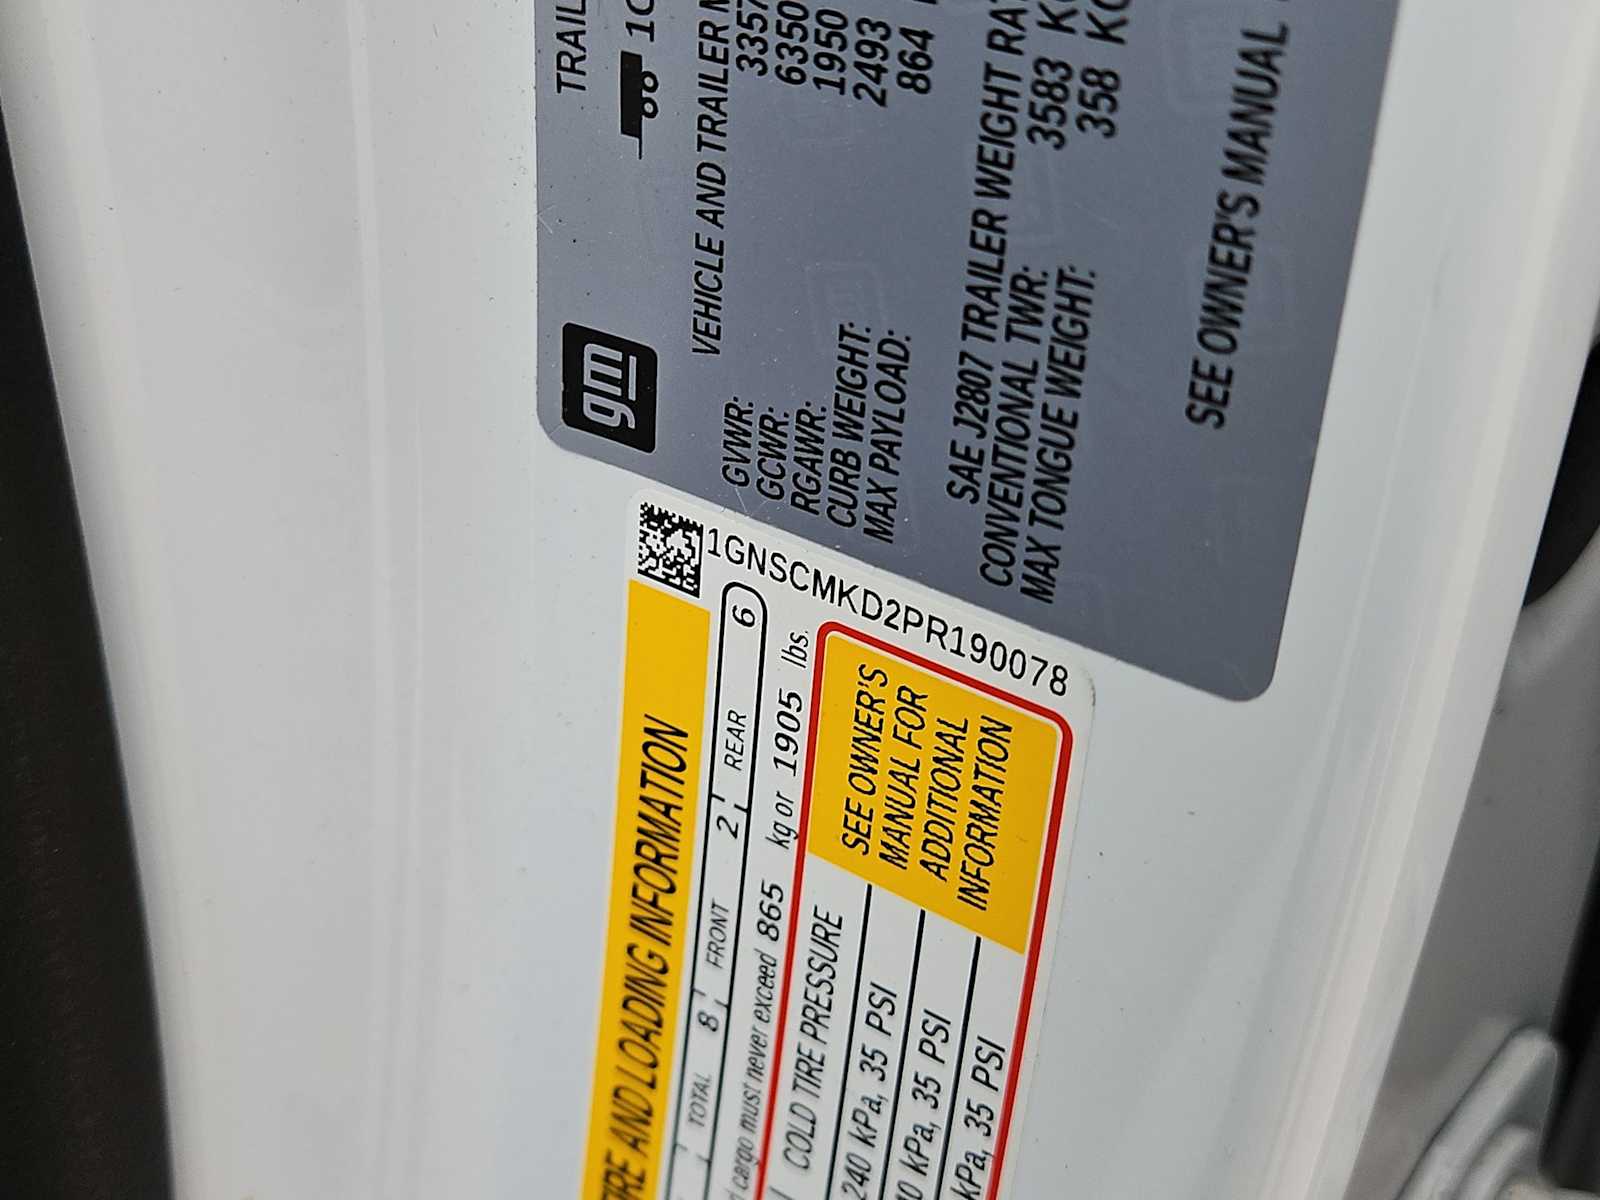 TIRE AND LOADING INFORMATION
TOTAL 8 FRONT 2 REAR 6
cargo must never exceed 865 kg or 1905 lbs.
COLD TIRE PRESSURE
240 kPa, 35 PSI
kPa, 35 PSI
kPa, 35 PSI
SEE OWNER'S
MANUAL FOR
ADDITIONAL
INFORMATION
1GNSCMKD2PR190078
gm
VEHICLE AND TRAILER
GVWR: 3357
GCWR: 6350
RGAWR: 1950
CURB WEIGHT: 2493
MAX PAYLOAD: 864
SAE J2807 TRAILER WEIGHT
CONVENTIONAL TWR: 3583
MAX TONGUE WEIGHT: 358
SEE OWNER'S MANUAL